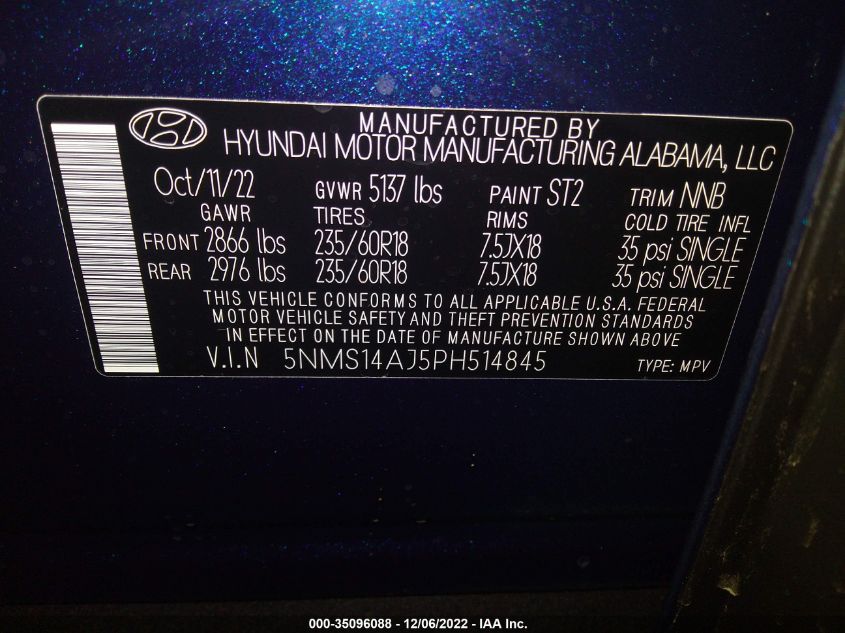 MANUFACTURED BY
HYUNDAI MOTOR MANUFACTURING ALABAMA, LLC
Oct/11/22 GVWR 5137 lbs PAINT ST2 TRIM NNB
GAWR TIRES RIMS COLD TIRE INFL
FRONT 2866 lbs 235/60R18 7.5JX18 35 psi SINGLE
REAR 2976 lbs 235/60R18 7.5JX18 35 psi SINGLE
THIS VEHICLE CONFORMS TO ALL APPLICABLE U.S.A. FEDERAL
MOTOR VEHICLE SAFETY AND THEFT PREVENTION STANDARDS
IN EFFECT ON THE DATE OF MANUFACTURE SHOWN ABOVE
V.I.N 5NMS14AJ5PH514845 TYPE: MPV
000-35096088 - 12/06/2022 - IAA Inc.